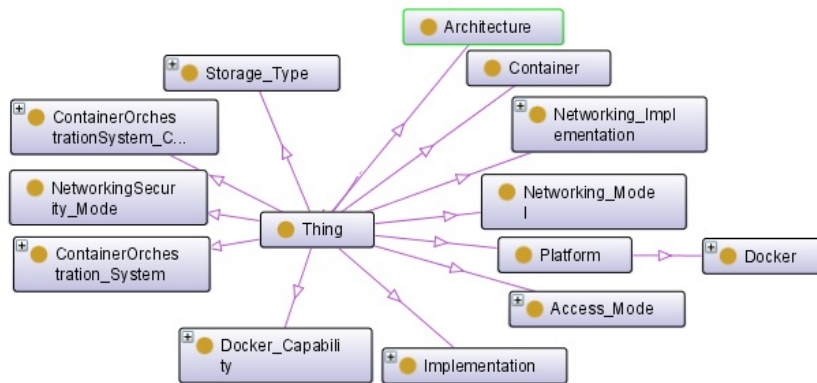 Architecture
Storage_Type
Container
ContainerOrches
trationSystem_C...
Networking_Impl
ementation
NetworkingSecur
ity_Mode
Networking_Mode
l
Thing
ContainerOrches
tration_System
Platform
Docker
Access_Mode
Docker_Capabili
ty
Implementation